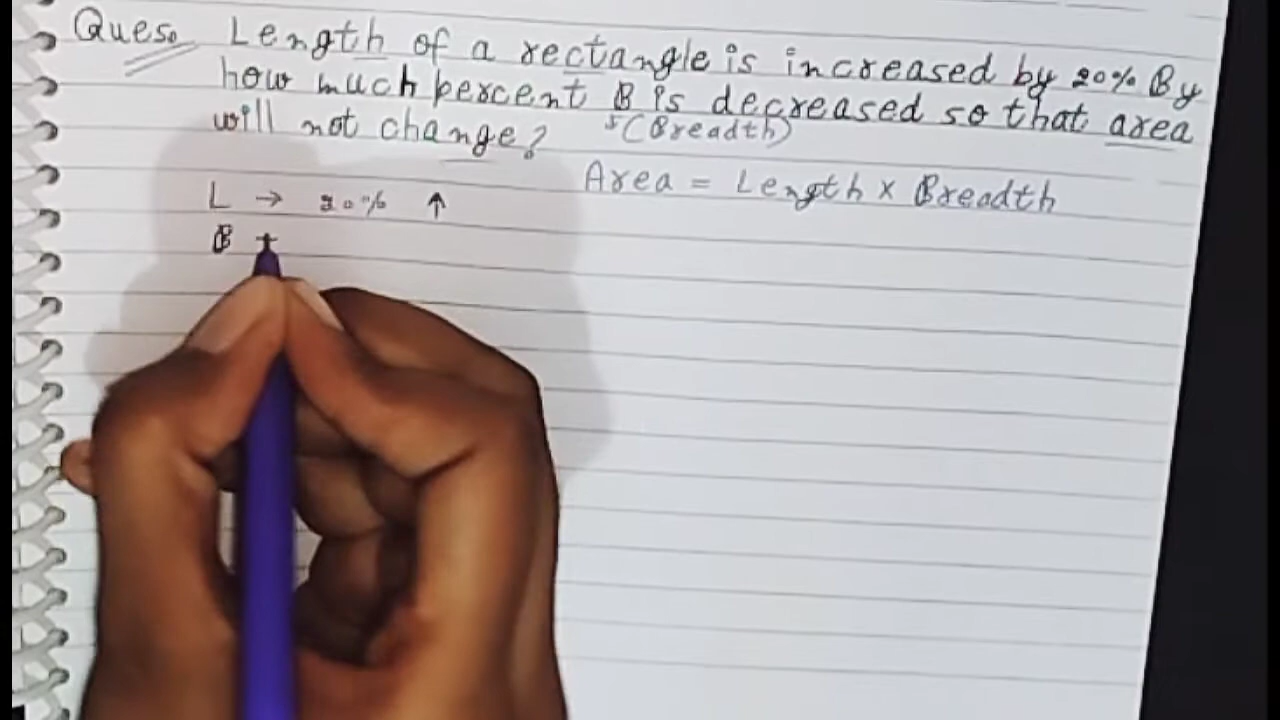 Ques. Length of a rectangle is increased by 20% By
how much percent B is decreased so that area
will not change? (Breadth)
Area = Length × Breadth
L → 20% ↑
B